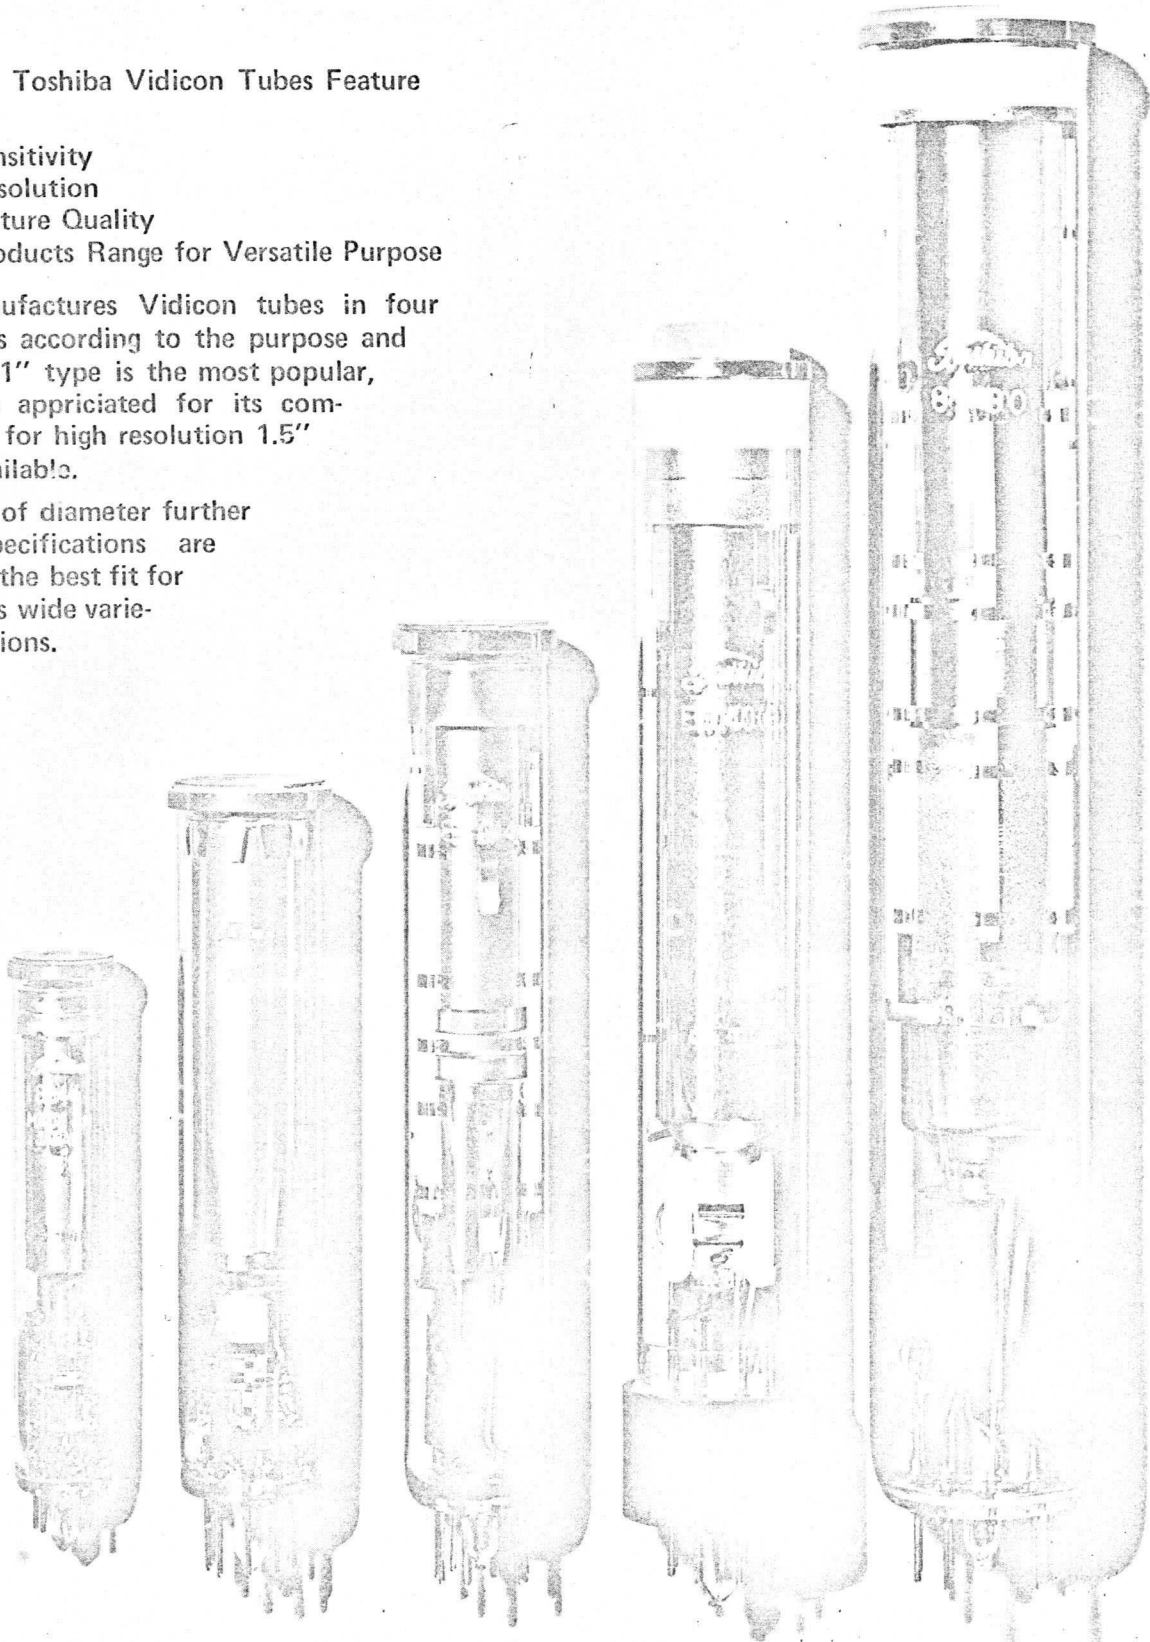 Toshiba Vidicon Tubes Feature
nsitivity
solution
ture Quality
oducts Range for Versatile Purpose
ufactures Vidicon tubes in four
s according to the purpose and
1" type is the most popular,
appriciated for its com-
for high resolution 1.5"
ailable.
of diameter further
pecifications are
the best fit for
s wide varie-
ions.
Toshiba